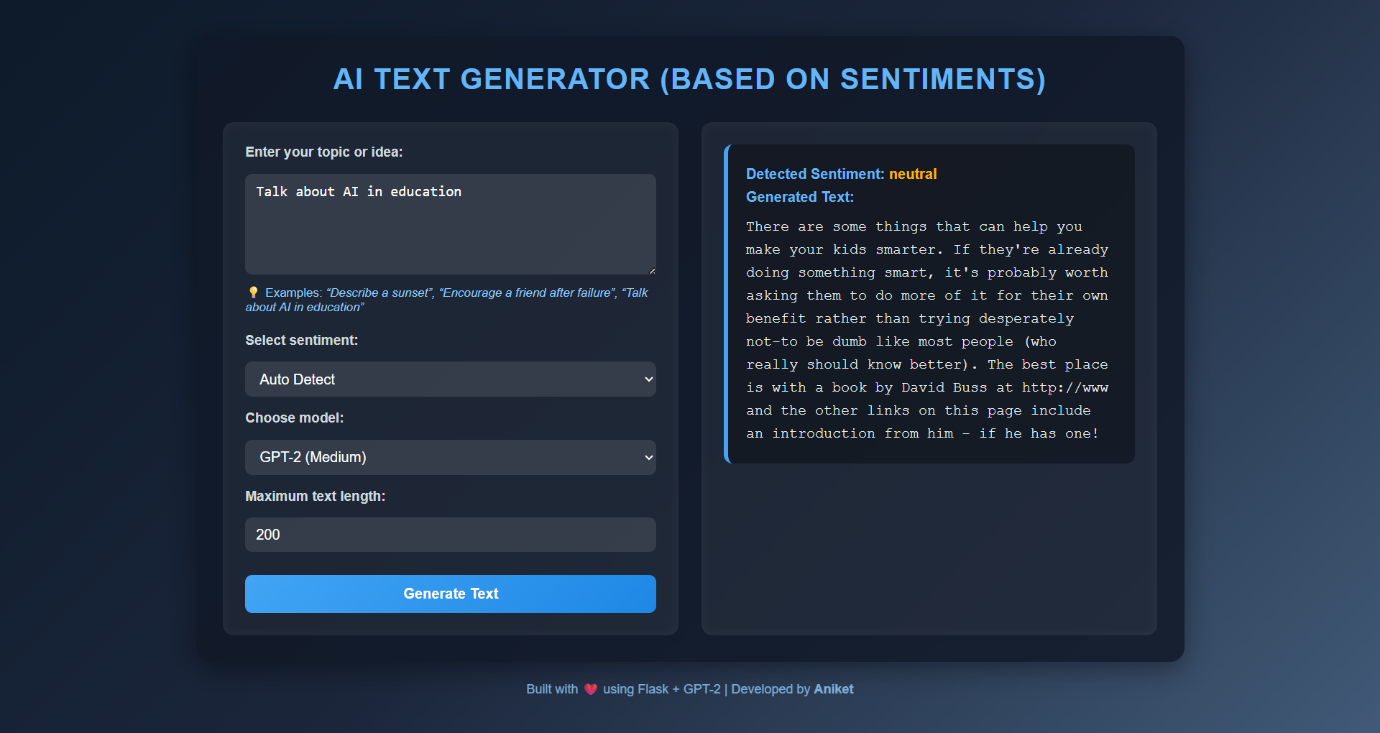 AI TEXT GENERATOR (BASED ON SENTIMENTS)
Enter your topic or idea:
Talk about AI in education
💡 Examples: “Describe a sunset”, “Encourage a friend after failure”, “Talk
about AI in education”
Select sentiment:
Auto Detect
Choose model:
GPT-2 (Medium)
Maximum text length:
200
Generate Text
Detected Sentiment: neutral
Generated Text:
There are some things that can help you
make your kids smarter. If they're already
doing something smart, it's probably worth
asking them to do more of it for their own
benefit rather than trying desperately
not-to be dumb like most people (who
really should know better). The best place
is with a book by David Buss at http://www
and the other links on this page include
an introduction from him – if he has one!
Built with 💗 using Flask + GPT-2 | Developed by Aniket